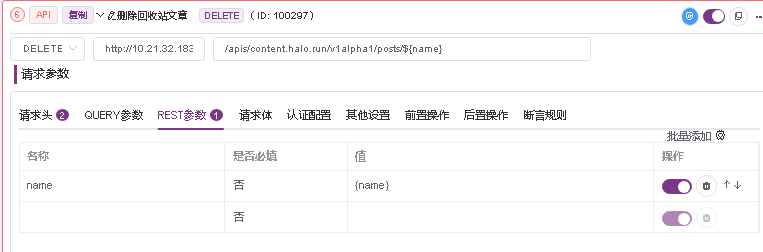 6 API 复制 删除回收站文章 DELETE ( ID: 100297)
DELETE http://10.21.32.183 /apis/content.halo.run/v1alpha1/posts/${name}
请求参数
请求头 2 QUERY参数 REST参数 1 请求体 认证配置 其他设置 前置操作 后置操作 断言规则
批量添加
名称 是否必填 值 操作
name 否 {name}
否